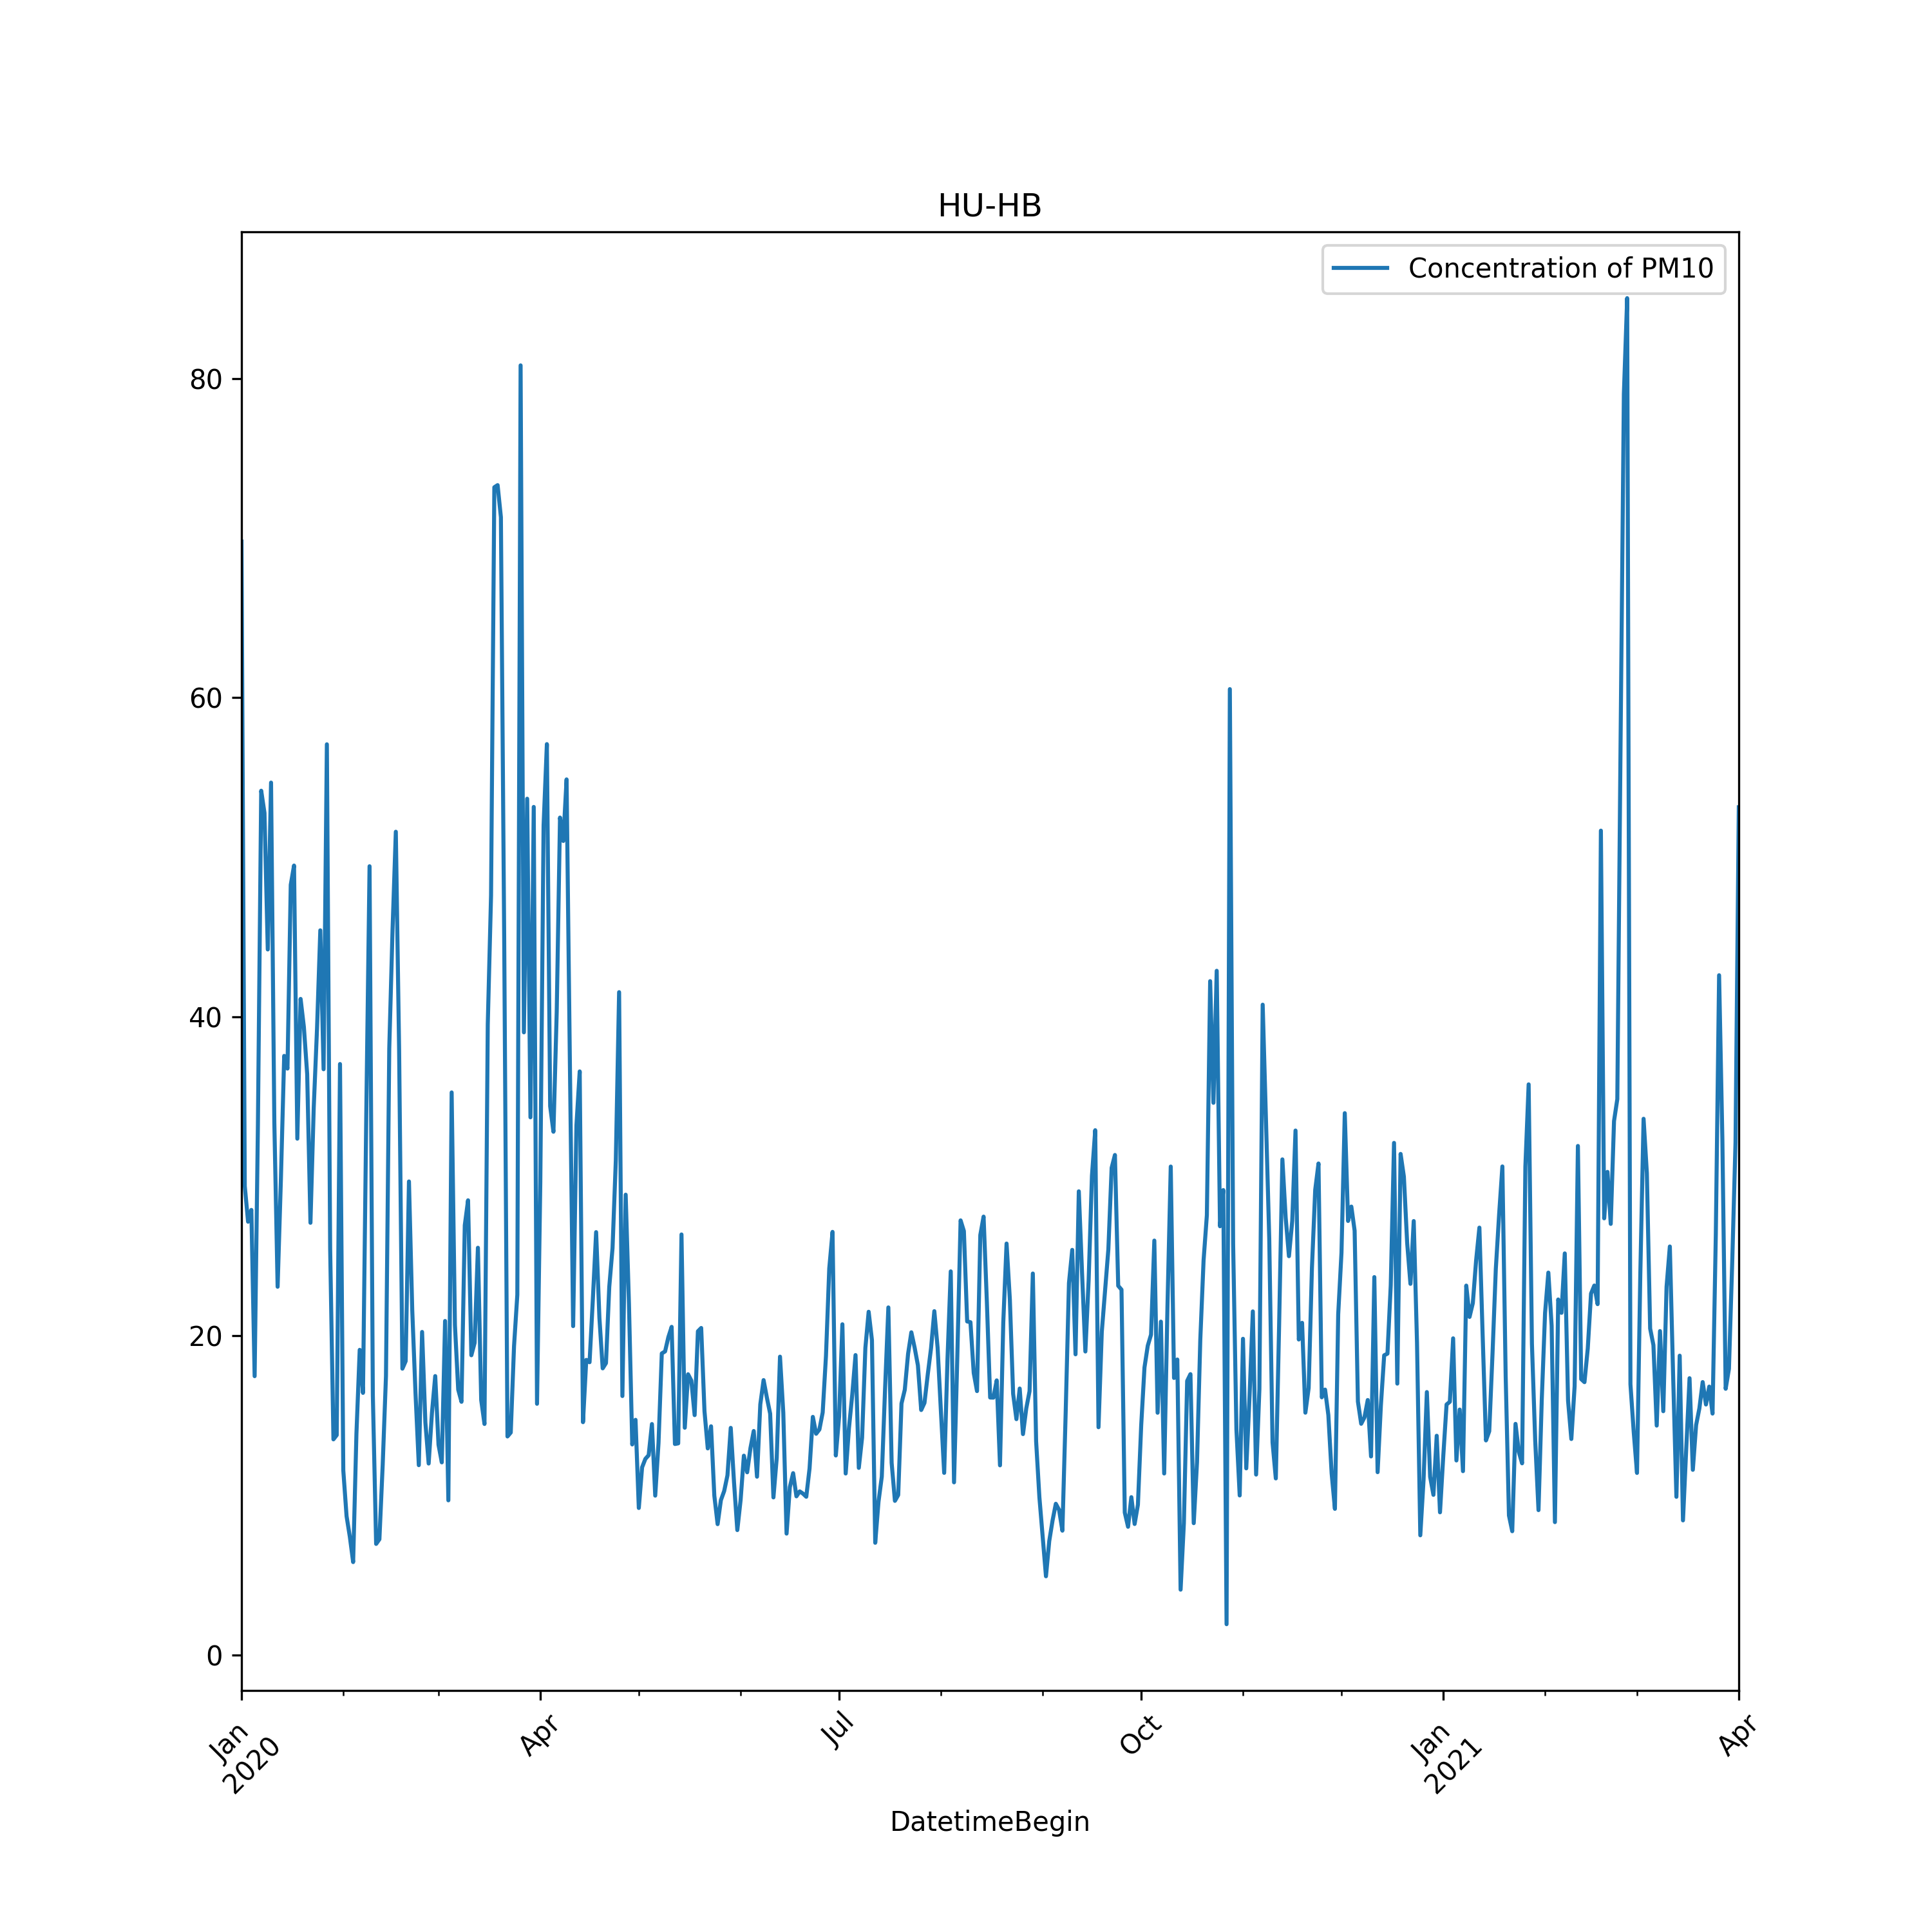 HU-HB
Concentration of PM10
80
60
40
20
0
Jan
2020
Apr
Jul
Oct
Jan
2021
Apr
DatetimeBegin